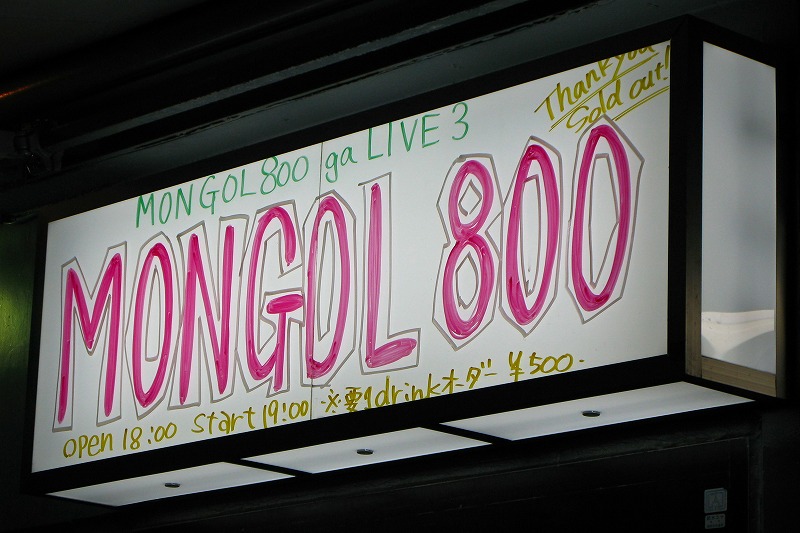 Thank you
Sold out!
MONGOL800 ga LIVE 3
MONGOL 800
open 18:00 start 19:00 ※要1drinkオーダー ¥500-